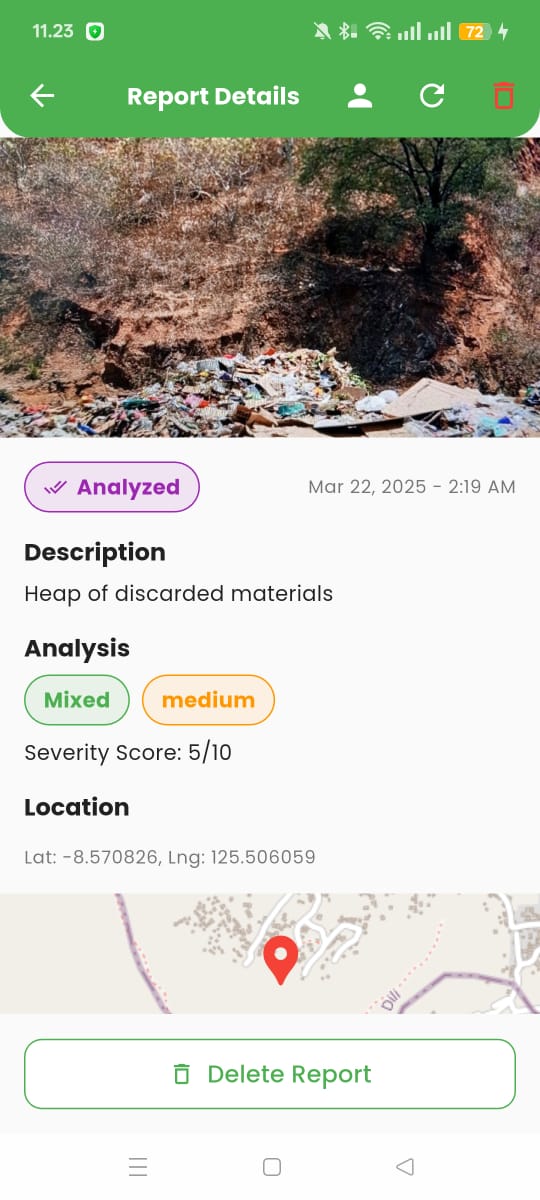 11.23
72
Report Details
Analyzed
Mar 22, 2025 - 2:19 AM
Description
Heap of discarded materials
Analysis
Mixed
medium
Severity Score: 5/10
Location
Lat: -8.570826, Lng: 125.506059
Dili
Delete Report